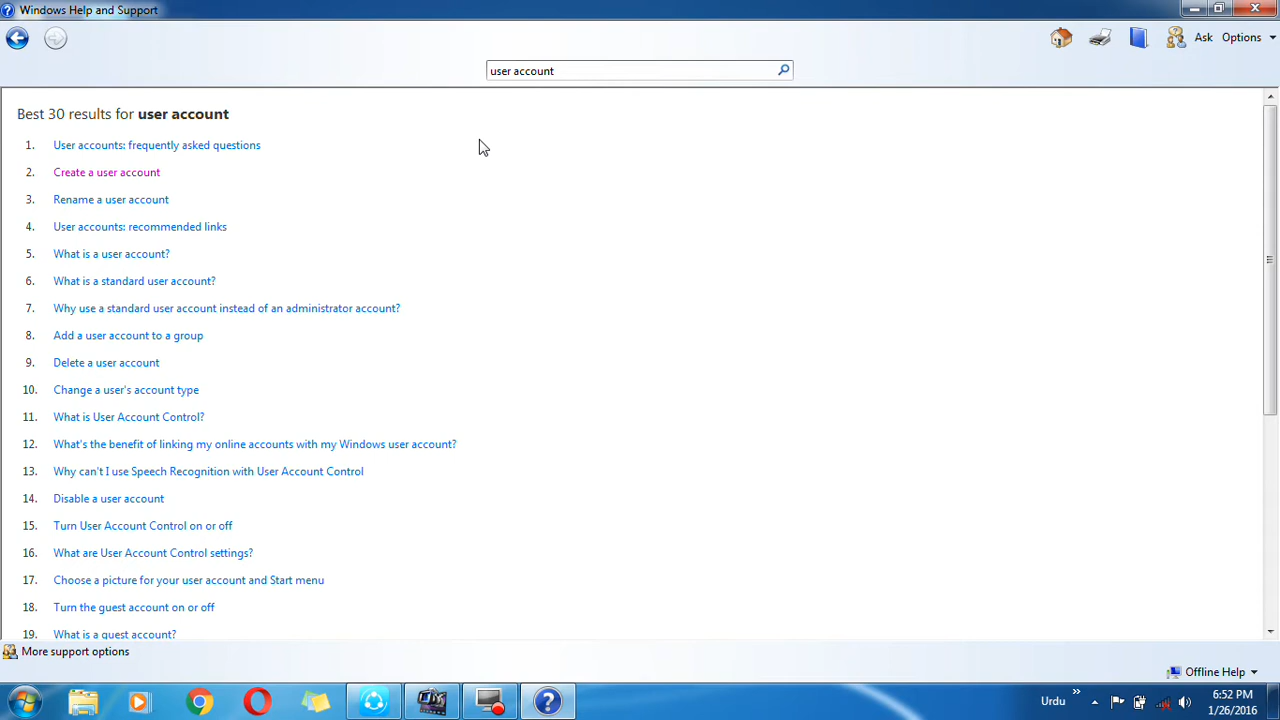 Windows Help and Support
Ask Options
user account
Best 30 results for user account
1. User accounts: frequently asked questions
2. Create a user account
3. Rename a user account
4. User accounts: recommended links
5. What is a user account?
6. What is a standard user account?
7. Why use a standard user account instead of an administrator account?
8. Add a user account to a group
9. Delete a user account
10. Change a user's account type
11. What is User Account Control?
12. What's the benefit of linking my online accounts with my Windows user account?
13. Why can't I use Speech Recognition with User Account Control
14. Disable a user account
15. Turn User Account Control on or off
16. What are User Account Control settings?
17. Choose a picture for your user account and Start menu
18. Turn the guest account on or off
19. What is a guest account?
More support options
Offline Help
Urdu
6:52 PM
1/26/2016